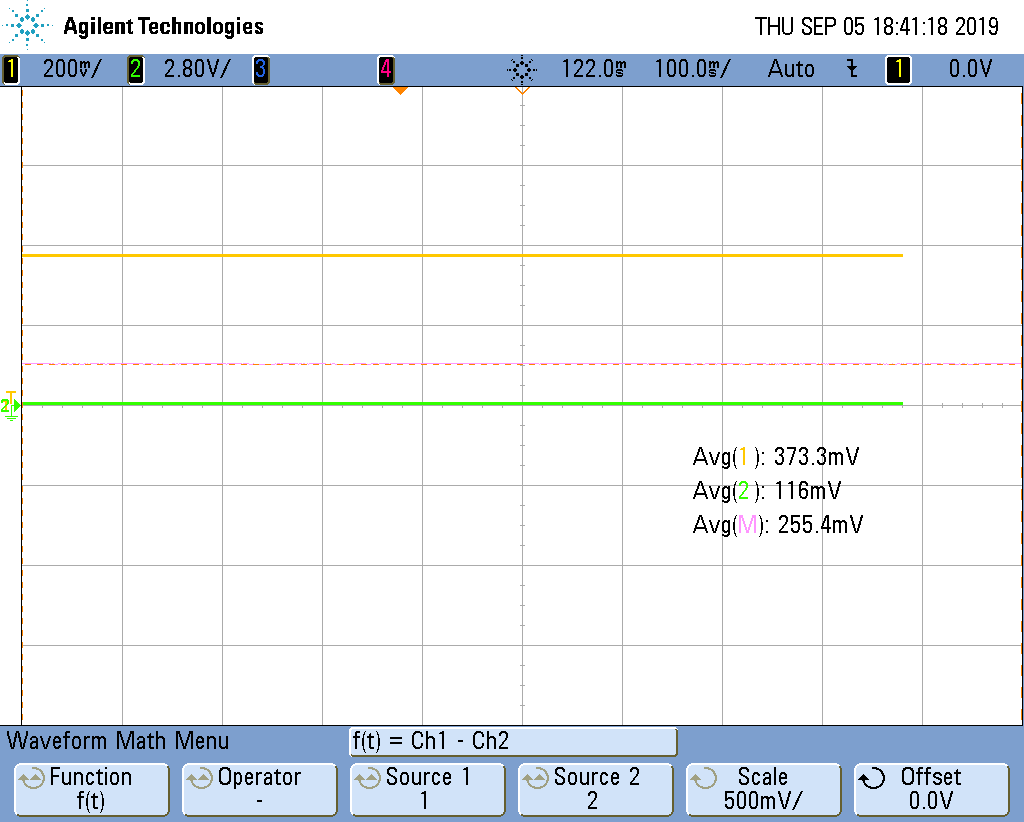 Agilent Technologies THU SEP 05 18:41:18 2019
1 200mV/ 2 2.80V/ 3 4 122.0ms 100.0ms/ Auto 1 0.0V
2
Avg(1): 373.3mV
Avg(2): 116mV
Avg(M): 255.4mV
Waveform Math Menu f(t) = Ch1 - Ch2
Function Operator Source 1 Source 2 Scale Offset
f(t) - 1 2 500mV/ 0.0V